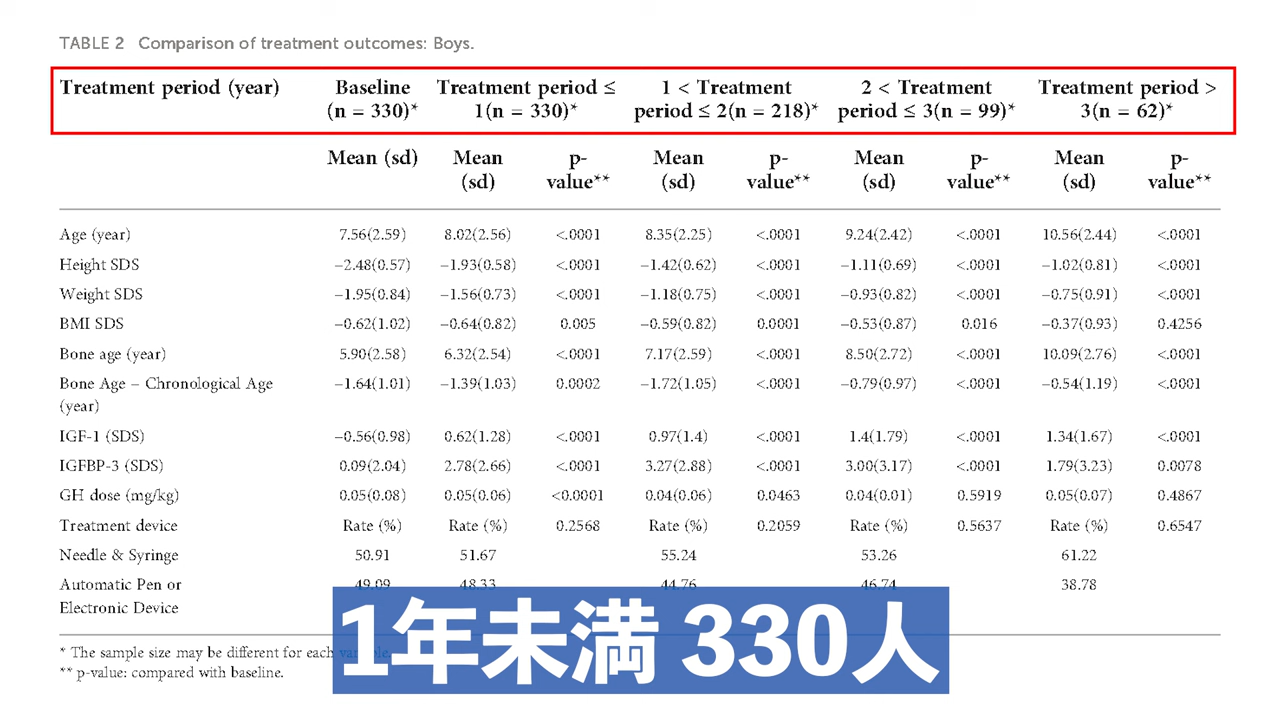 TABLE 2 Comparison of treatment outcomes: Boys.
Treatment period (year) Baseline (n = 330)* Treatment period ≤ 1(n = 330)* 1 < Treatment period ≤ 2(n = 218)* 2 < Treatment period ≤ 3(n = 99)* Treatment period > 3(n = 62)*
Mean (sd) Mean (sd) p-value** Mean (sd) p-value** Mean (sd) p-value** Mean (sd) p-value**
Age (year) 7.56(2.59) 8.02(2.56) <.0001 8.35(2.25) <.0001 9.24(2.42) <.0001 10.56(2.44) <.0001
Height SDS −2.48(0.57) −1.93(0.58) <.0001 −1.42(0.62) <.0001 −1.11(0.69) <.0001 −1.02(0.81) <.0001
Weight SDS −1.95(0.84) −1.56(0.73) <.0001 −1.18(0.75) <.0001 −0.93(0.82) <.0001 −0.75(0.91) <.0001
BMI SDS −0.62(1.02) −0.64(0.82) 0.005 −0.59(0.82) 0.0001 −0.53(0.87) 0.016 −0.37(0.93) 0.4256
Bone age (year) 5.90(2.58) 6.32(2.54) <.0001 7.17(2.59) <.0001 8.50(2.72) <.0001 10.09(2.76) <.0001
Bone Age – Chronological Age (year) −1.64(1.01) −1.39(1.03) 0.0002 −1.72(1.05) <.0001 −0.79(0.97) <.0001 −0.54(1.19) <.0001
IGF-1 (SDS) −0.56(0.98) 0.62(1.28) <.0001 0.97(1.4) <.0001 1.4(1.79) <.0001 1.34(1.67) <.0001
IGFBP-3 (SDS) 0.09(2.04) 2.78(2.66) <.0001 3.27(2.88) <.0001 3.00(3.17) <.0001 1.79(3.23) 0.0078
GH dose (mg/kg) 0.05(0.08) 0.05(0.06) <0.0001 0.04(0.06) 0.0463 0.04(0.01) 0.5919 0.05(0.07) 0.4867
Treatment device Rate (%) Rate (%) 0.2568 Rate (%) 0.2059 Rate (%) 0.5637 Rate (%) 0.6547
Needle & Syringe 50.91 51.67 55.24 53.26 61.22
Automatic Pen or Electronic Device 49.09 48.33 44.76 46.74 38.78
* The sample size may be different for each variable.
** p-value: compared with baseline.
1年未満 330人